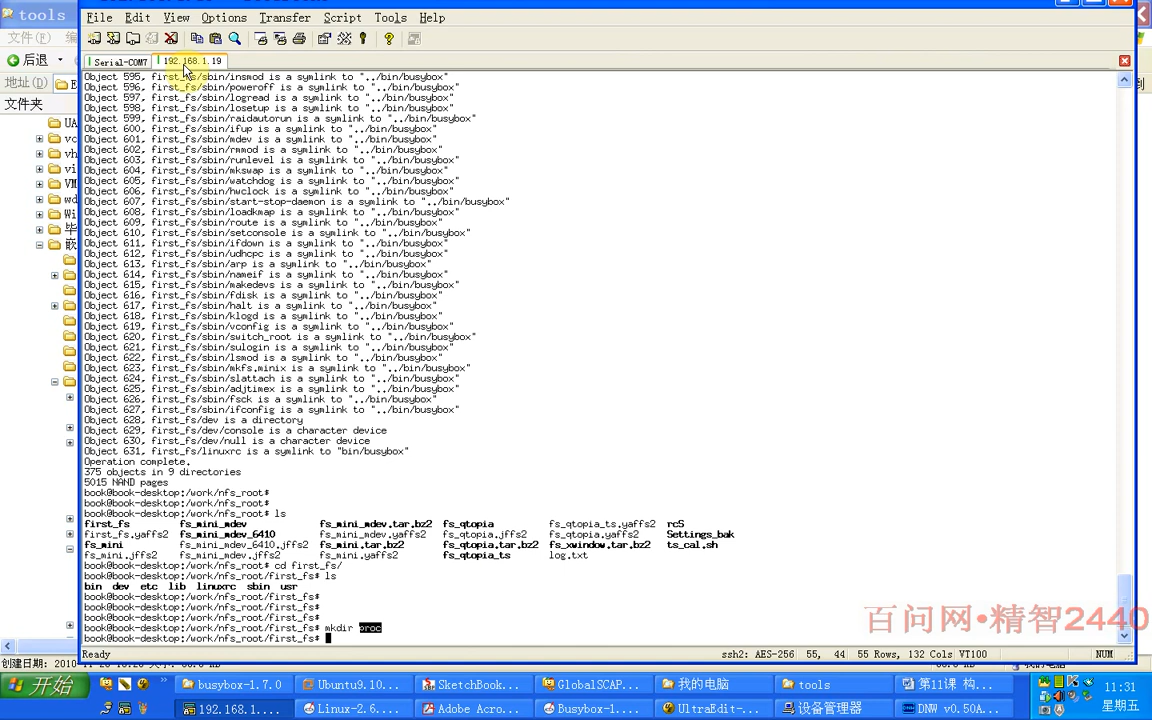 tools
文件(F)
后退
地址(D)
文件夹
File Edit View Options Transfer Script Tools Help
Serial-COM7 192.168.1.19
Object 595, first_fs/sbin/insmod is a symlink to "../bin/busybox"
Object 596, first_fs/sbin/poweroff is a symlink to "../bin/busybox"
Object 597, first_fs/sbin/logread is a symlink to "../bin/busybox"
Object 598, first_fs/sbin/losetup is a symlink to "../bin/busybox"
Object 599, first_fs/sbin/raidautorun is a symlink to "../bin/busybox"
Object 600, first_fs/sbin/ifup is a symlink to "../bin/busybox"
Object 601, first_fs/sbin/mdev is a symlink to "../bin/busybox"
Object 602, first_fs/sbin/rmmod is a symlink to "../bin/busybox"
Object 603, first_fs/sbin/runlevel is a symlink to "../bin/busybox"
Object 604, first_fs/sbin/mkswap is a symlink to "../bin/busybox"
Object 605, first_fs/sbin/watchdog is a symlink to "../bin/busybox"
Object 606, first_fs/sbin/hwclock is a symlink to "../bin/busybox"
Object 607, first_fs/sbin/start-stop-daemon is a symlink to "../bin/busybox"
Object 608, first_fs/sbin/loadkmap is a symlink to "../bin/busybox"
Object 609, first_fs/sbin/route is a symlink to "../bin/busybox"
Object 610, first_fs/sbin/setconsole is a symlink to "../bin/busybox"
Object 611, first_fs/sbin/ifdown is a symlink to "../bin/busybox"
Object 612, first_fs/sbin/udhcpc is a symlink to "../bin/busybox"
Object 613, first_fs/sbin/arp is a symlink to "../bin/busybox"
Object 614, first_fs/sbin/nameif is a symlink to "../bin/busybox"
Object 615, first_fs/sbin/makedevs is a symlink to "../bin/busybox"
Object 616, first_fs/sbin/fdisk is a symlink to "../bin/busybox"
Object 617, first_fs/sbin/halt is a symlink to "../bin/busybox"
Object 618, first_fs/sbin/klogd is a symlink to "../bin/busybox"
Object 619, first_fs/sbin/vconfig is a symlink to "../bin/busybox"
Object 620, first_fs/sbin/switch_root is a symlink to "../bin/busybox"
Object 621, first_fs/sbin/sulogin is a symlink to "../bin/busybox"
Object 622, first_fs/sbin/lsmod is a symlink to "../bin/busybox"
Object 623, first_fs/sbin/mkfs.minix is a symlink to "../bin/busybox"
Object 624, first_fs/sbin/slattach is a symlink to "../bin/busybox"
Object 625, first_fs/sbin/adjtimex is a symlink to "../bin/busybox"
Object 626, first_fs/sbin/fsck is a symlink to "../bin/busybox"
Object 627, first_fs/sbin/ifconfig is a symlink to "../bin/busybox"
Object 628, first_fs/dev is a directory
Object 629, first_fs/dev/console is a character device
Object 630, first_fs/dev/null is a character device
Object 631, first_fs/linuxrc is a symlink to "bin/busybox"
Operation complete.
375 objects in 9 directories
5015 NAND pages
book@book-desktop:/work/nfs_root$
book@book-desktop:/work/nfs_root$
book@book-desktop:/work/nfs_root$ ls
first_fs fs_mini_mdev fs_mini_mdev.tar.bz2 fs_qtopia fs_qtopia_ts.yaffs2 rcS
first_fs.yaffs2 fs_mini_mdev_6410 fs_mini_mdev.yaffs2 fs_qtopia.jffs2 fs_qtopia.yaffs2 Settings_bak
fs_mini fs_mini_mdev_6410.jffs2 fs_mini.tar.bz2 fs_qtopia.tar.bz2 fs_xwindow.tar.bz2 ts_cal.sh
fs_mini.jffs2 fs_mini_mdev.jffs2 fs_mini.yaffs2 fs_qtopia_ts log.txt
book@book-desktop:/work/nfs_root$ cd first_fs/
book@book-desktop:/work/nfs_root/first_fs$ ls
bin dev etc lib linuxrc sbin usr
book@book-desktop:/work/nfs_root/first_fs$
book@book-desktop:/work/nfs_root/first_fs$
book@book-desktop:/work/nfs_root/first_fs$
book@book-desktop:/work/nfs_root/first_fs$ mkdir proc
book@book-desktop:/work/nfs_root/first_fs$
百问网•精智2440
Ready ssh2: AES-256 55, 44 55 Rows, 132 Cols VT100 NUM
开始 busybox-1.7.0 Ubuntu9.10... SketchBook... GlobalSCAP... 我的电脑 tools 第11课 构... 11:31
192.168.1.... Linux-2.6.... Adobe Acro... Busybox-1.... UltraEdit-... 设备管理器 DNW v0.50A... 星期五